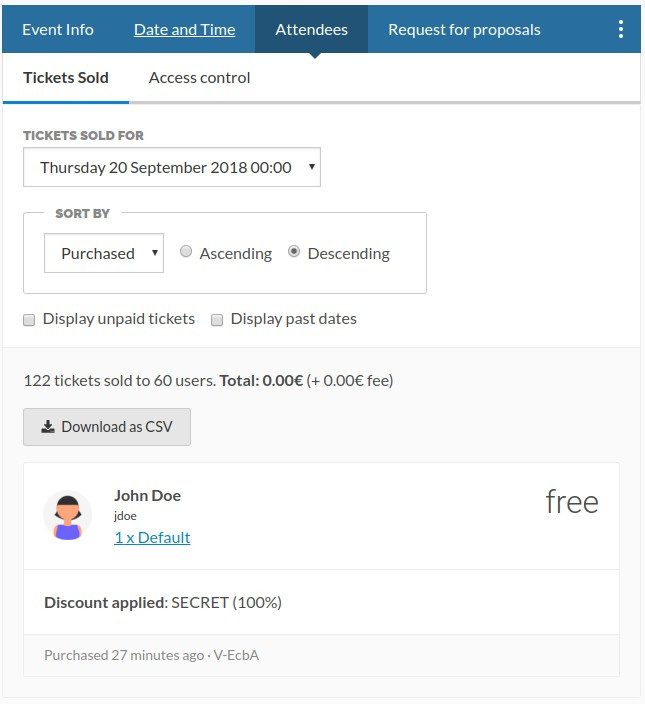 Event Info Date and Time Attendees Request for proposals
Tickets Sold Access control
TICKETS SOLD FOR
Thursday 20 September 2018 00:00
SORT BY
Purchased Ascending Descending
Display unpaid tickets Display past dates
122 tickets sold to 60 users. Total: 0.00€ (+ 0.00€ fee)
Download as CSV
John Doe
jdoe
free
1 x Default
Discount applied: SECRET (100%)
Purchased 27 minutes ago · V-EcbA